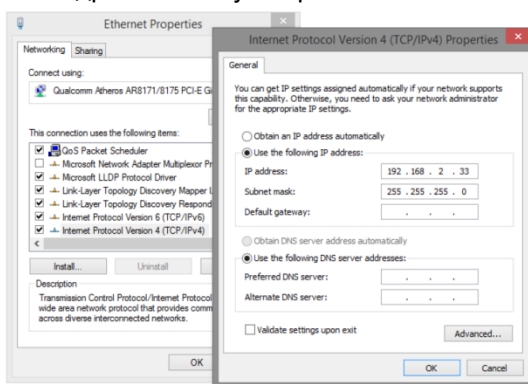 Ethernet Properties
Networking
Sharing
Connect using:
Qualcomm Atheros AR8171/8175 PCI-E
This connection uses the following items:
QoS Packet Scheduler
Microsoft Network Adapter Multiplexor
Microsoft LLDP Protocol Driver
Link-Layer Topology Discovery Mapper
Link-Layer Topology Discovery
Internet Protocol Version 6 (TCP/IPv6)
Internet Protocol Version 4 (TCP/IPv4)
Install...
Uninstall
Description
Transmission Control Protocol/Internet Protocol
wide area network protocol that provides
across diverse interconnected networks.
OK
Internet Protocol Version 4 (TCP/IPv4) Properties
General
You can get IP settings assigned automatically if your network supports
this capability. Otherwise, you need to ask your network administrator
for the appropriate IP settings.
Obtain an IP address automatically
Use the following IP address:
IP address: 192 . 168 . 2 . 33
Subnet mask: 255 . 255 . 255 . 0
Default gateway: . . .
Obtain DNS server address automatically
Use the following DNS server addresses:
Preferred DNS server: . . .
Alternate DNS server: . . .
Validate settings upon exit
Advanced...
OK
Cancel